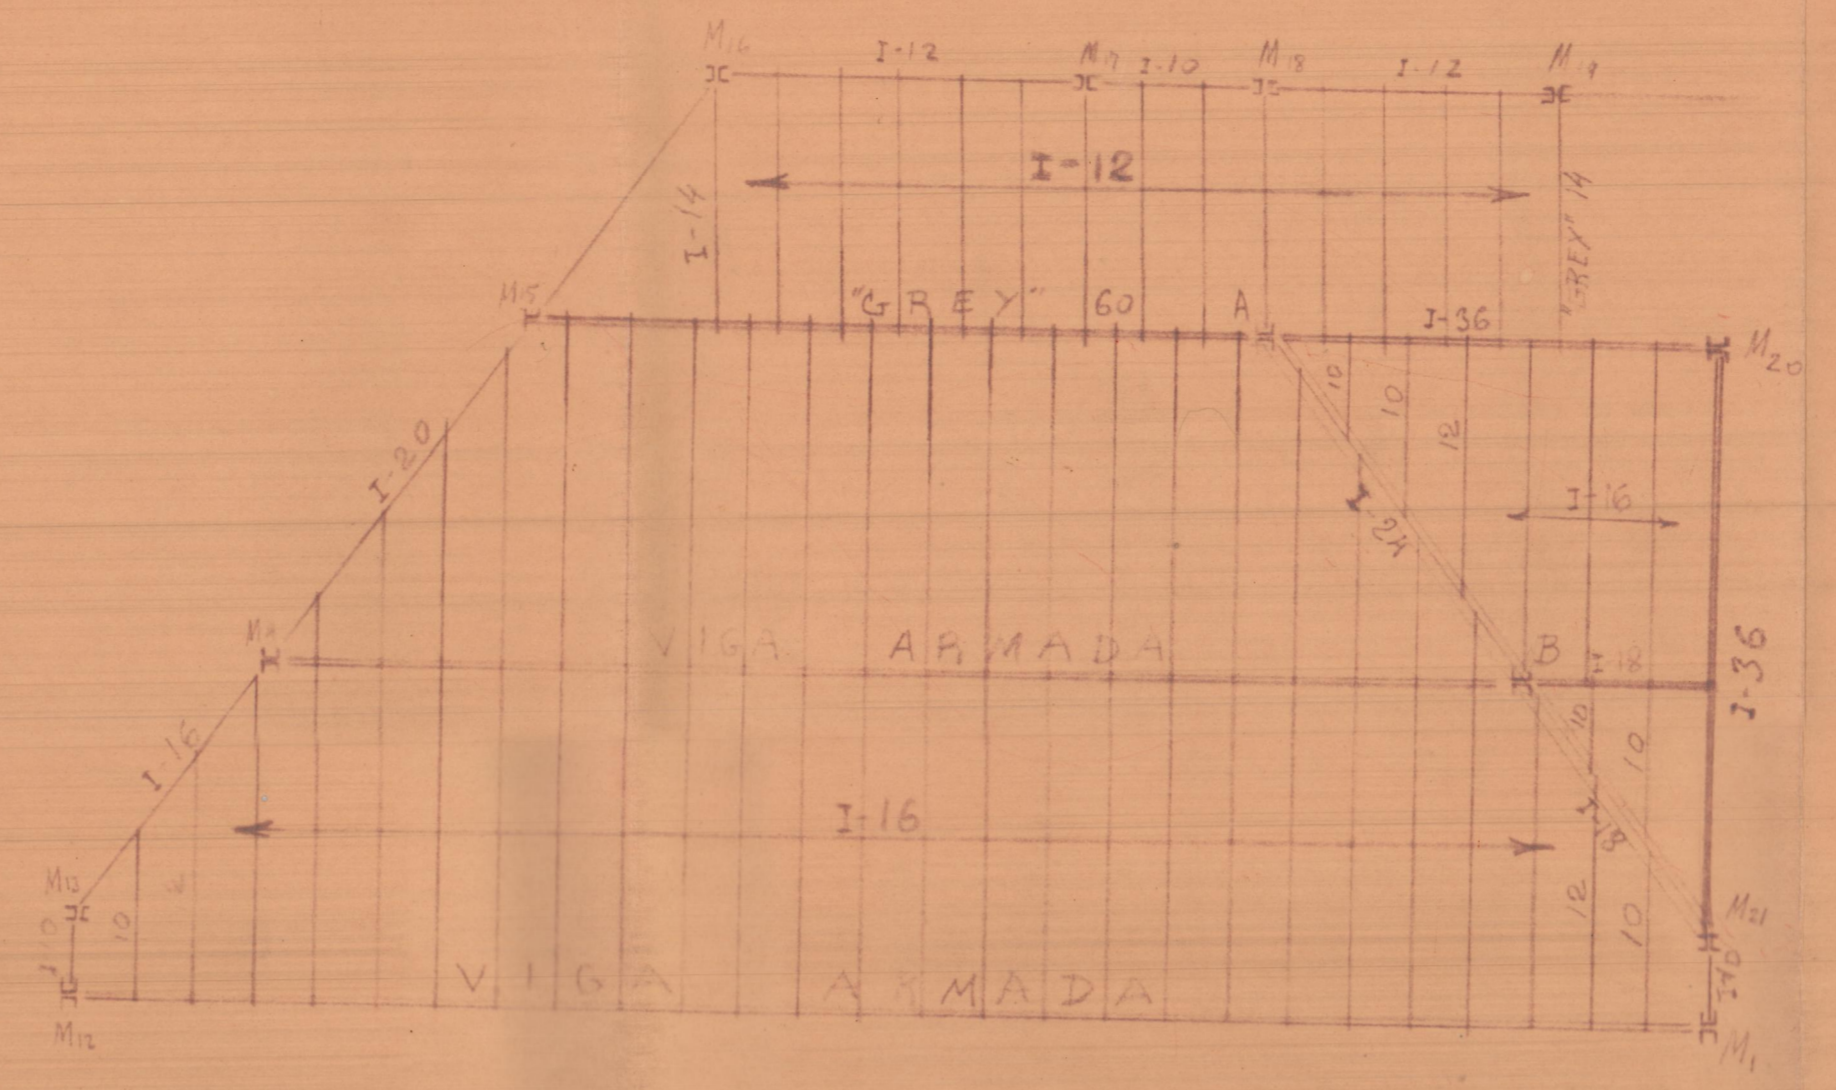 M16 I-12 M17 I-10 M18 I-12 M19
I-12
I-14
"GREY" 14
M15 "GREY" 60 A I-36 M20
10 10 12
I-20
I-16
I-24
M14 VIGA ARMADA B I-18
I-36
10 10
I-16
I-16
I-18
M13
I-10 10 12 12 10 M21
I-10
VIGA ARMADA
M12 M1